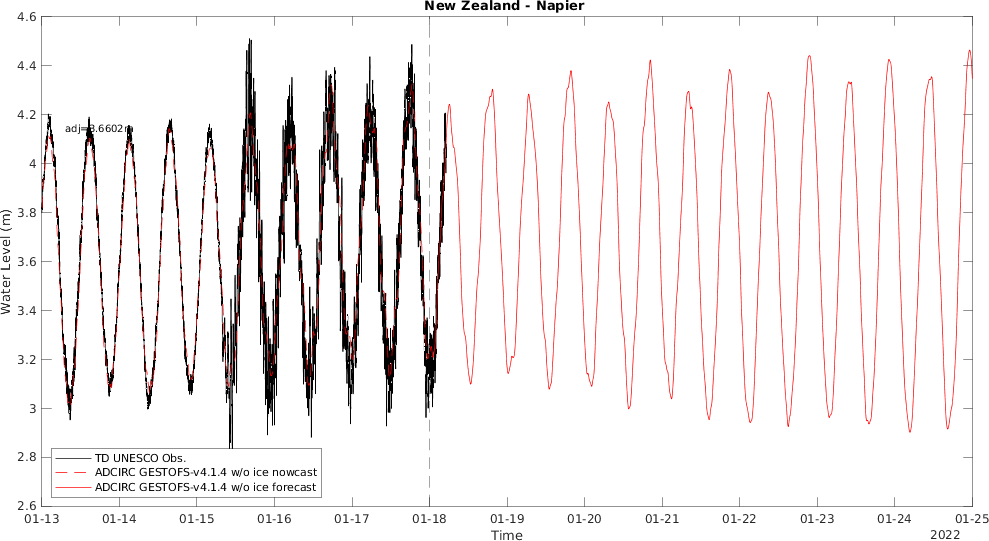 New Zealand - Napier
4.6
4.4
4.2
4
3.8
3.6
3.4
3.2
3
2.8
2.6
Water Level (m)
adj=3.6602m
TD UNESCO Obs.
ADCIRC GESTOFS-v4.1.4 w/o ice nowcast
ADCIRC GESTOFS-v4.1.4 w/o ice forecast
01-13 01-14 01-15 01-16 01-17 01-18 01-19 01-20 01-21 01-22 01-23 01-24 01-25
Time
2022